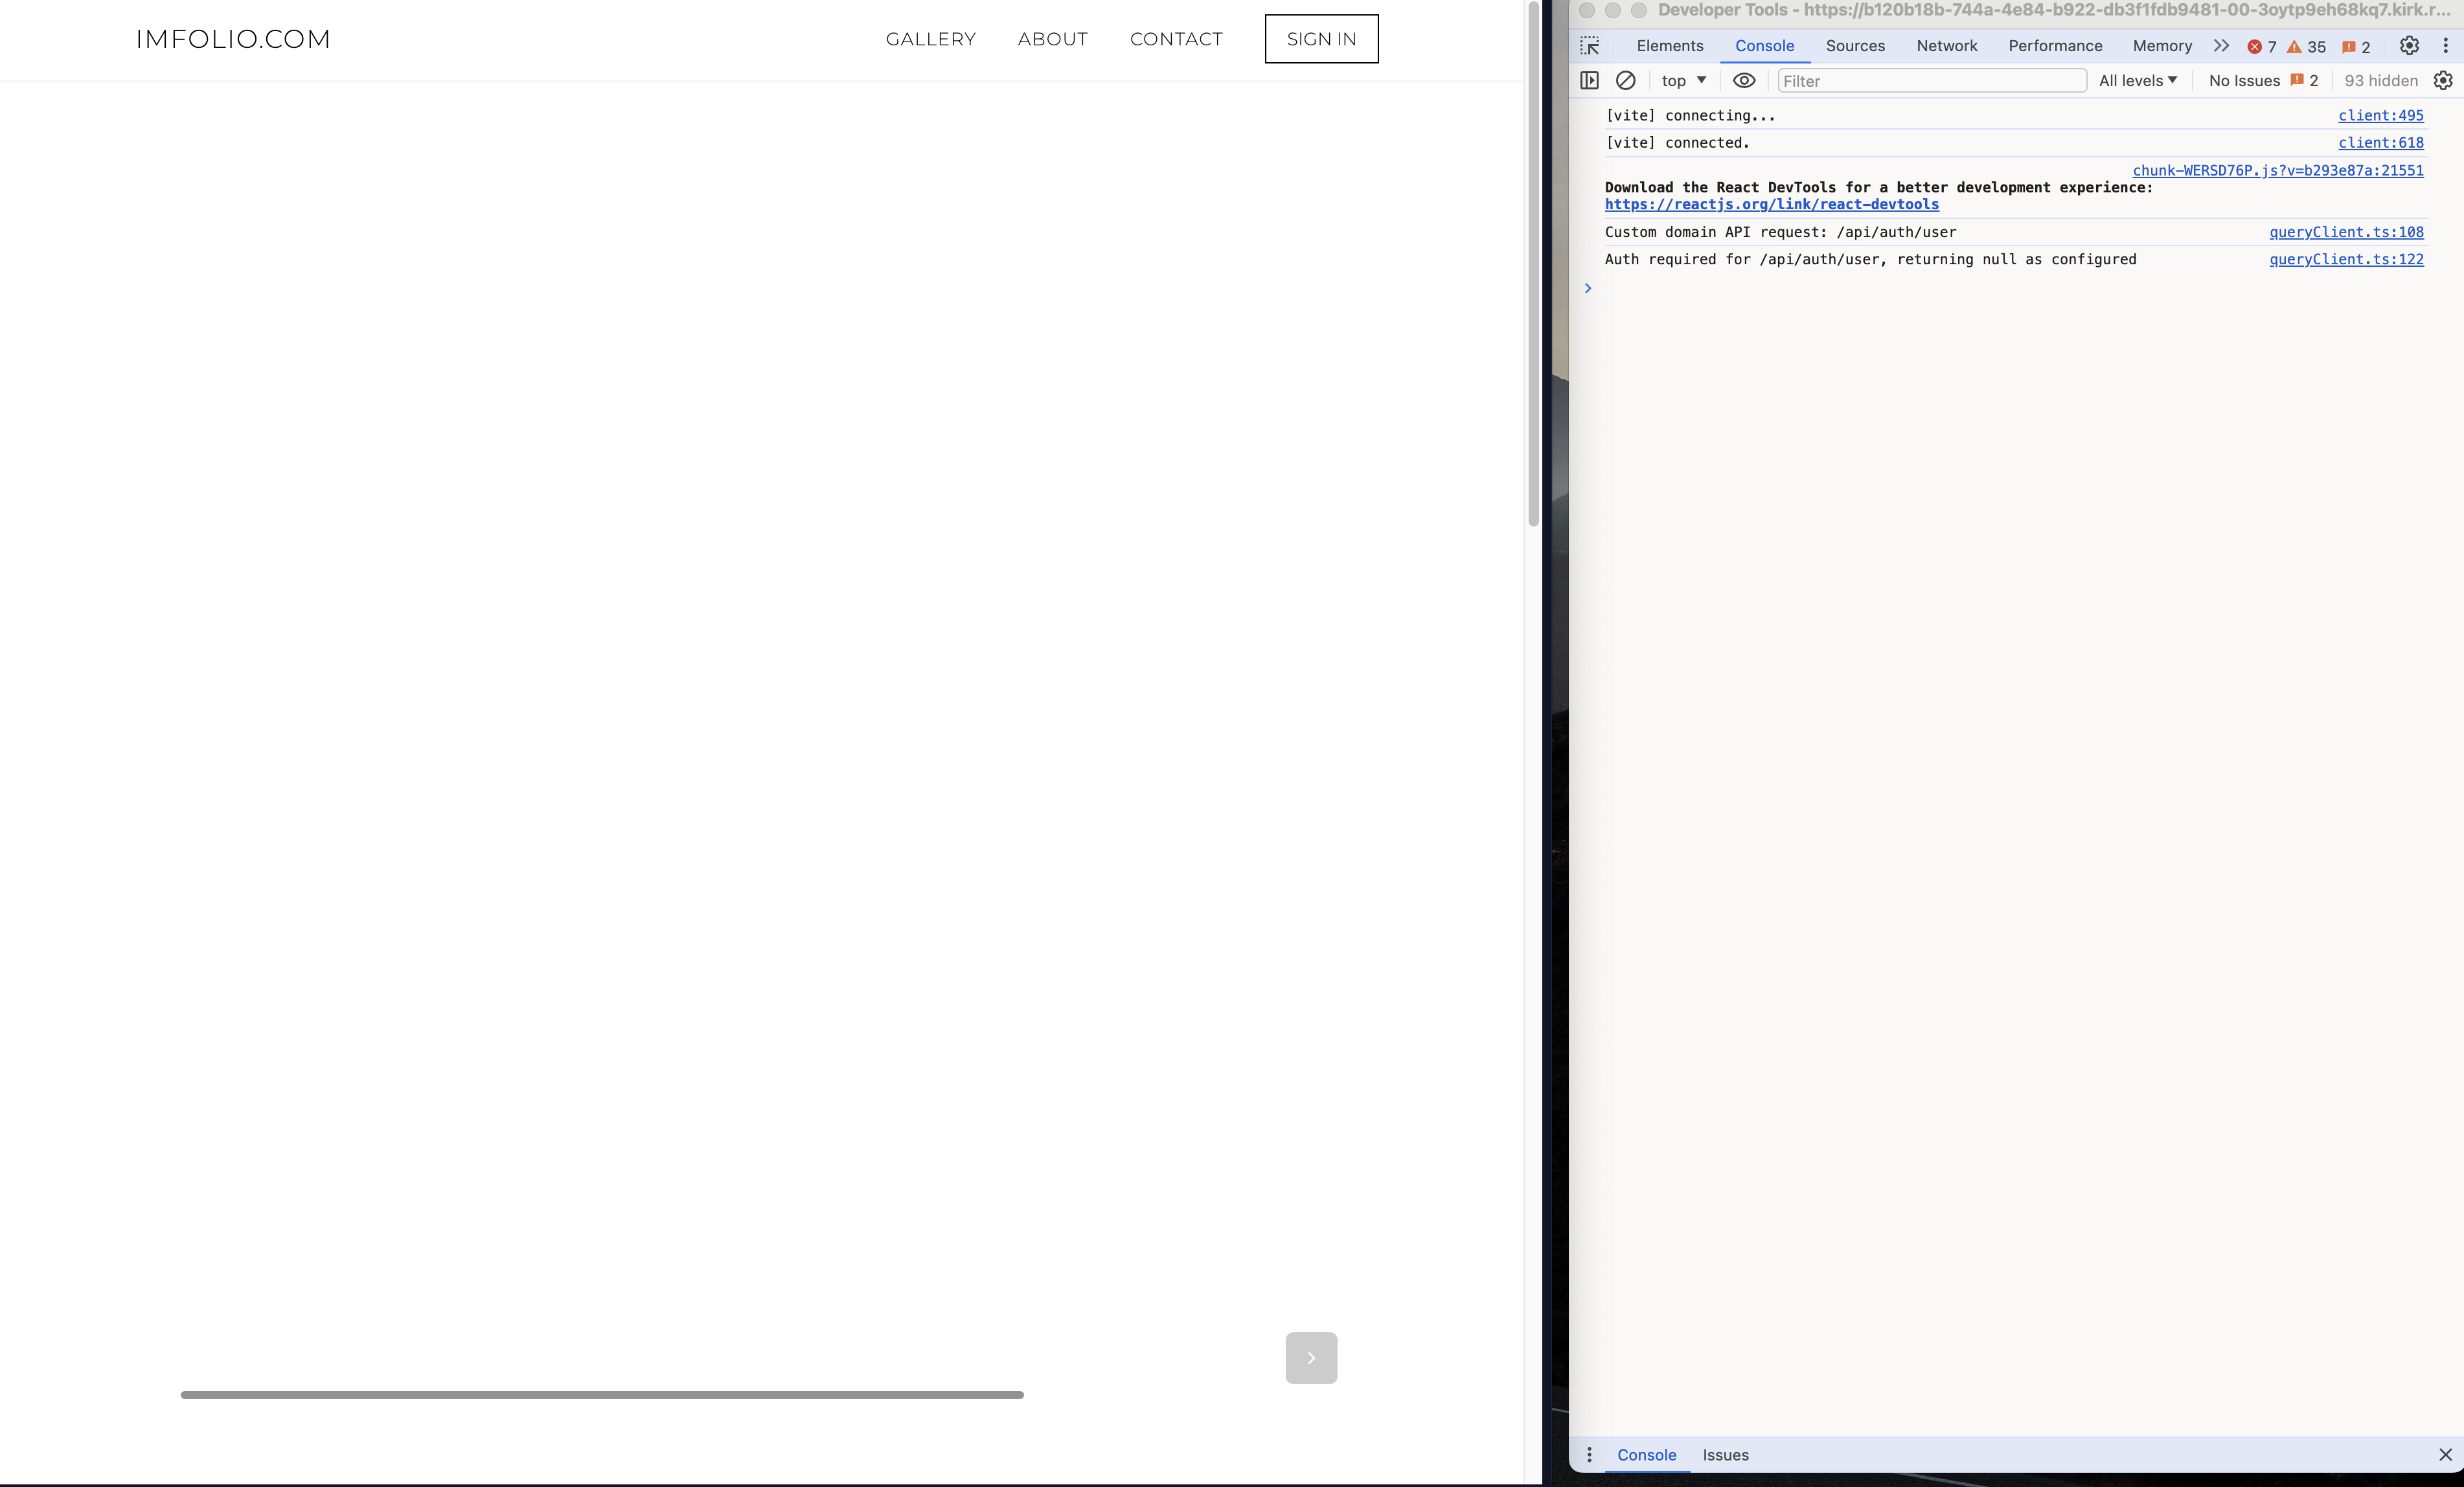 IMFOLIO.COM
GALLERY ABOUT CONTACT SIGN IN
Developer Tools - https://b120b18b-744a-4e84-b922-db3f1fdb9481-00-3oytp9eh68kq7.kirk.r...
Elements Console Sources Network Performance Memory 7 35 2
top Filter All levels No Issues 2 93 hidden
[vite] connecting... client:495
[vite] connected. client:618
chunk-WERSD76P.js?v=b293e87a:21551
Download the React DevTools for a better development experience:
https://reactjs.org/link/react-devtools
Custom domain API request: /api/auth/user queryClient.ts:108
Auth required for /api/auth/user, returning null as configured queryClient.ts:122
Console Issues